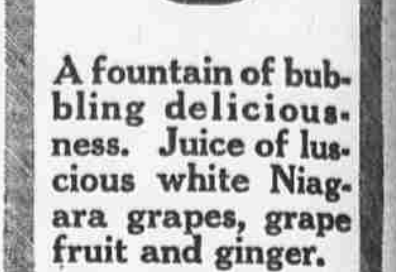 A fountain of bub-
bling delicious-
ness. Juice of lus-
cious white Niag-
ara grapes, grape
fruit and ginger.